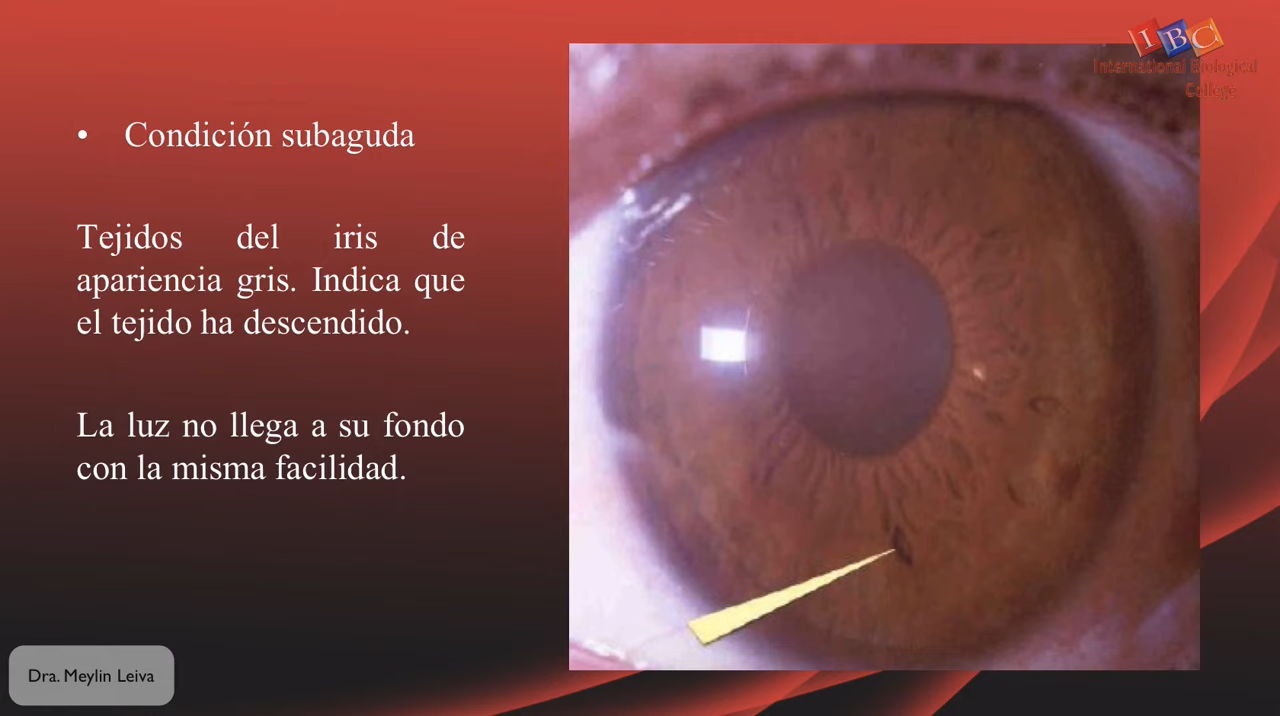 IBC
International Biological
College
• Condición subaguda
Tejidos del iris de
apariencia gris. Indica que
el tejido ha descendido.
La luz no llega a su fondo
con la misma facilidad.
Dra. Meylin Leiva